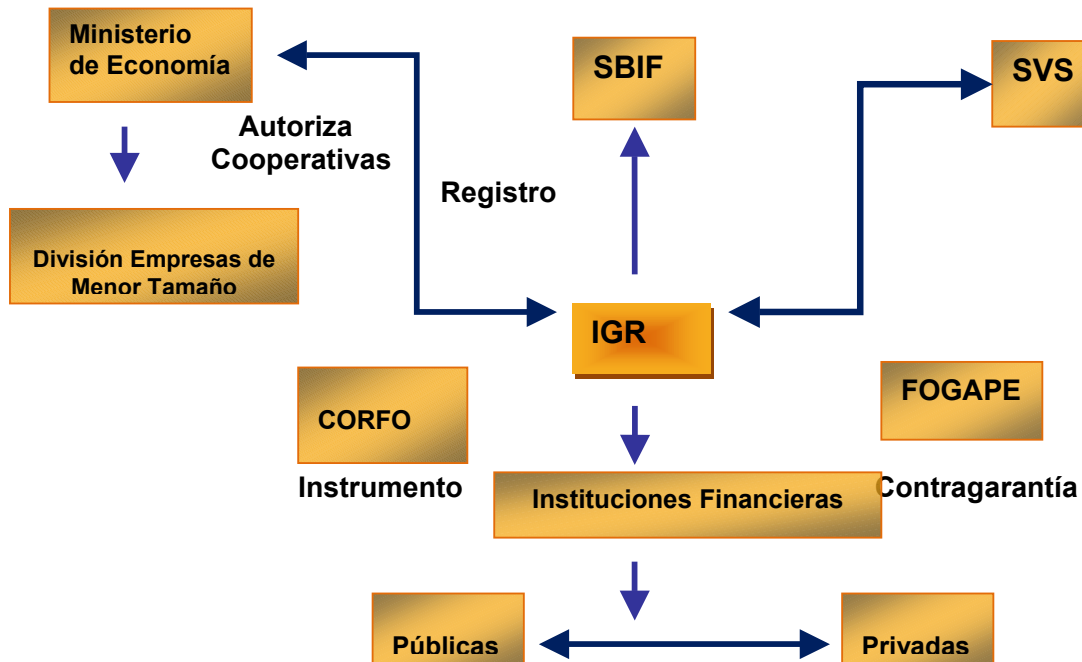 Ministerio
de Economía
SBIF
SVS
Autoriza
Cooperativas
Registro
División Empresas de
Menor Tamaño
IGR
CORFO
FOGAPE
Instrumento
Instituciones Financieras
Contragarantía
Públicas
Privadas